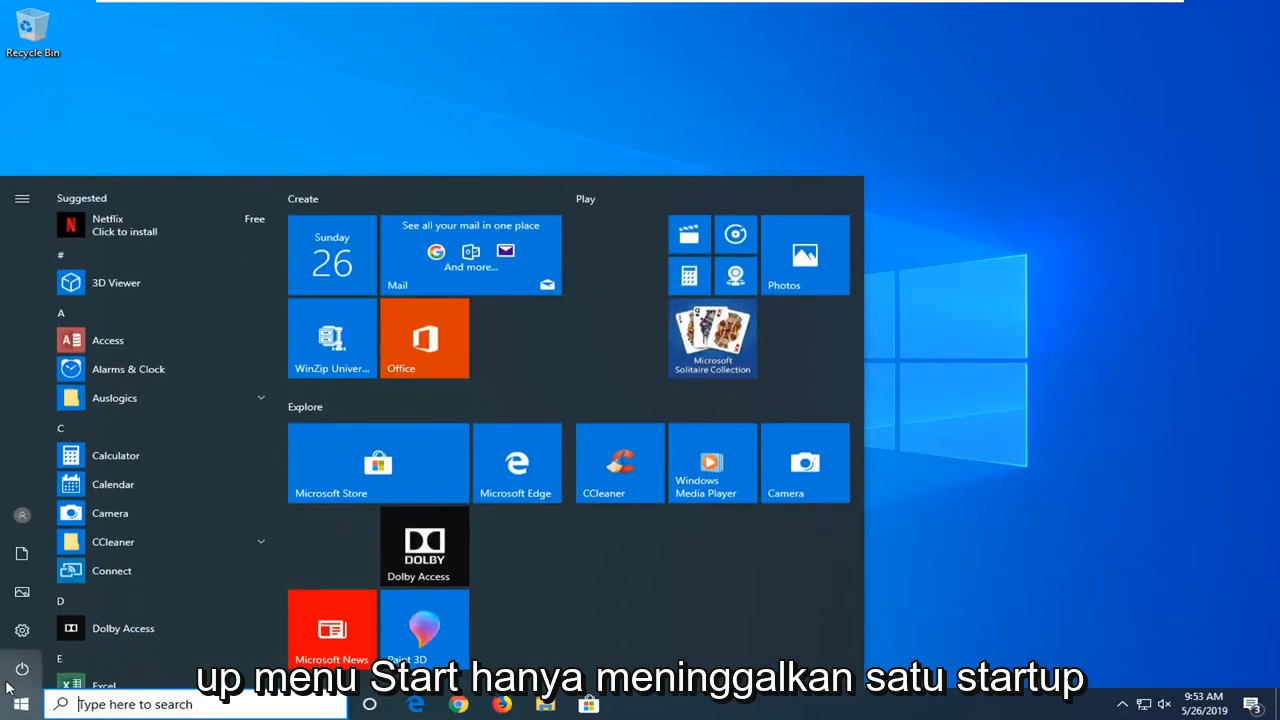 Recycle Bin
Suggested
Netflix
Free
Click to install
#
3D Viewer
A
Access
Alarms & Clock
Auslogics
C
Calculator
Calendar
Camera
CCleaner
Connect
D
Dolby Access
E
Excel
Create
Sunday
26
See all your mail in one place
And more...
Mail
WinZip Univer...
Office
Play
Photos
Microsoft
Solitaire Collection
Explore
Microsoft Store
Microsoft Edge
CCleaner
Windows
Media Player
Camera
DOLBY
Dolby Access
Microsoft News
Paint 3D
up menu Start hanya meninggalkan satu startup
Type here to search
9:53 AM
5/26/2019
3